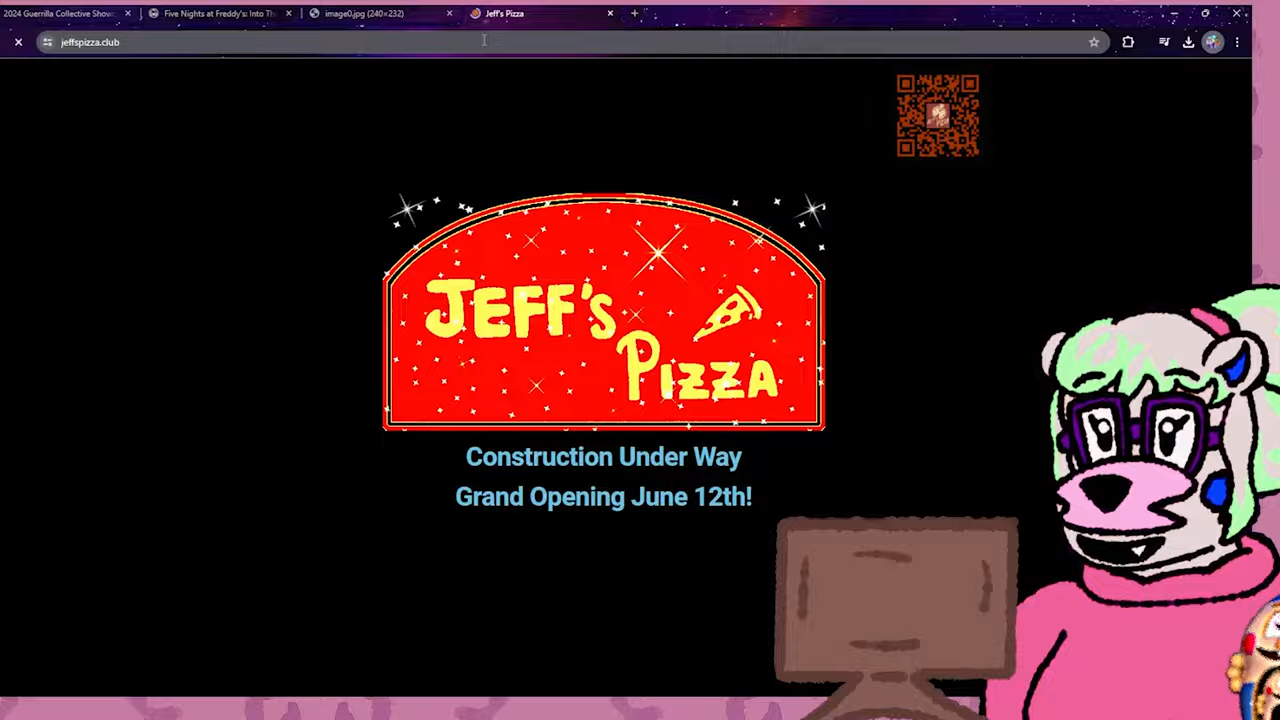 2024 Guerrilla Collective Show
Five Nights at Freddy's: Into Th
image0.jpg (240×232)
Jeff's Pizza
jeffspizza.club
JEFF'S
PIZZA
Construction Under Way
Grand Opening June 12th!